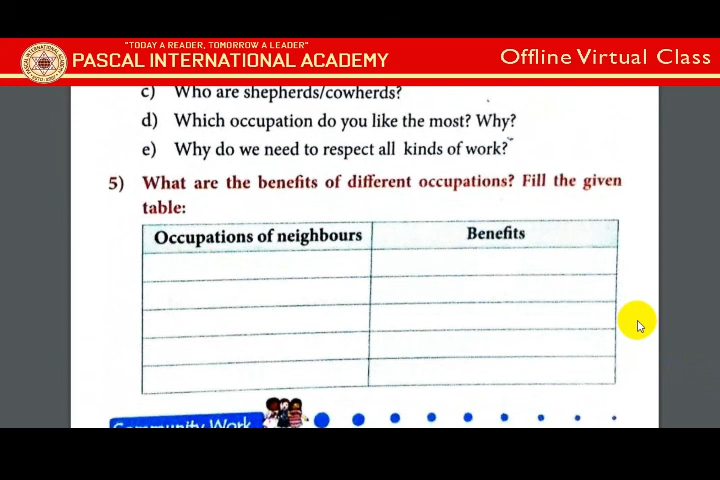 "TODAY A READER, TOMORROW A LEADER"
PASCAL INTERNATIONAL ACADEMY
Offline Virtual Class
c) Who are shepherds/cowherds?
d) Which occupation do you like the most? Why?
e) Why do we need to respect all kinds of work?
5) What are the benefits of different occupations? Fill the given
table:
Occupations of neighbours Benefits
Community Work